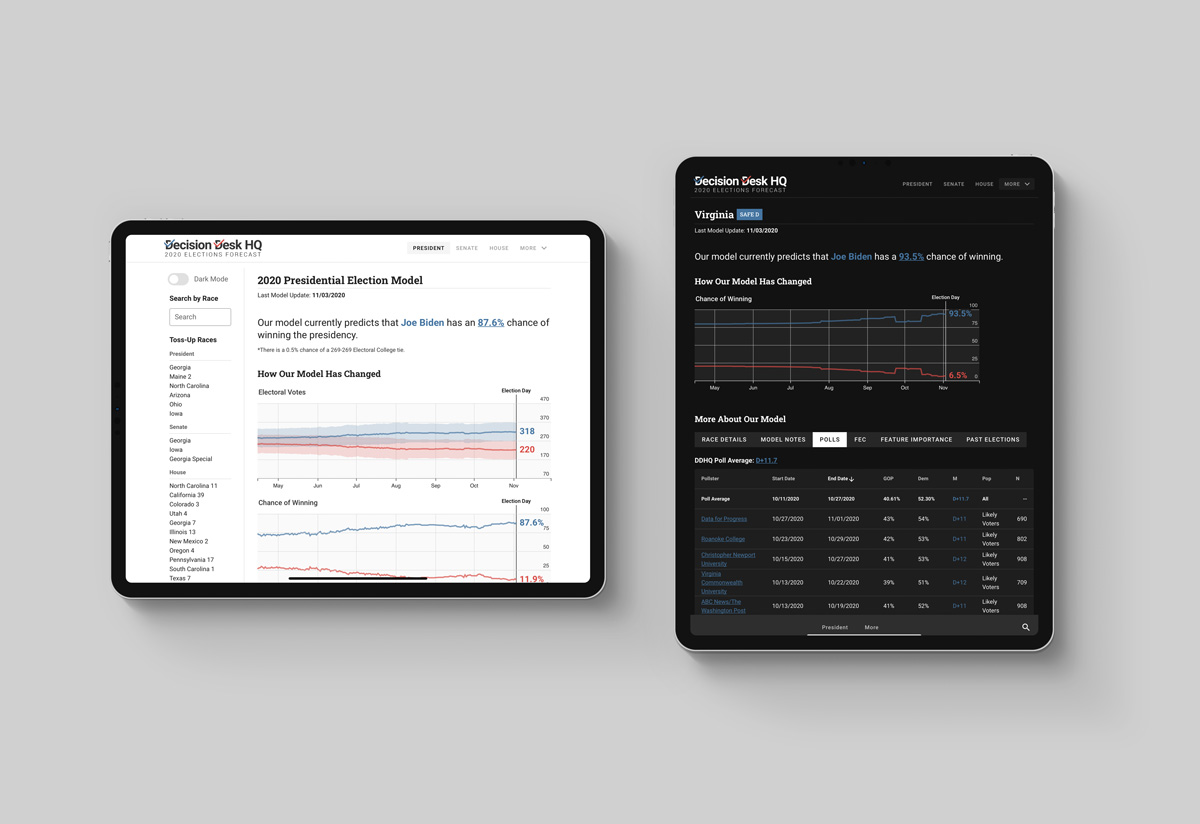 Decision Desk HQ
2020 ELECTIONS FORECAST
PRESIDENT
SENATE
HOUSE
MORE
Dark Mode
Search by Race
Search
Toss-Up Races
President
Georgia
Maine 2
North Carolina
Arizona
Ohio
Iowa
Senate
Georgia
Iowa
Georgia Special
House
North Carolina 11
California 39
Colorado 3
Utah 4
Georgia 7
Illinois 13
New Mexico 2
Oregon 4
Pennsylvania 17
South Carolina 1
Texas 7
2020 Presidential Election Model
Last Model Update: 11/03/2020
Our model currently predicts that Joe Biden has an 87.6% chance of
winning the presidency.
*There is a 0.5% chance of a 269-269 Electoral College tie.
How Our Model Has Changed
Electoral Votes
Election Day
470
370
318
270
220
170
70
May Jun Jul Aug Sep Oct Nov
Chance of Winning
Election Day
100
87.6%
75
50
25
11.9%
Decision Desk HQ
2020 ELECTIONS FORECAST
PRESIDENT
SENATE
HOUSE
MORE
Virginia SAFE D
Last Model Update: 11/03/2020
Our model currently predicts that Joe Biden has a 93.5% chance of winning.
How Our Model Has Changed
Chance of Winning
Election Day
100
93.5%
75
50
25
6.5%
0
May Jun Jul Aug Sep Oct Nov
More About Our Model
RACE DETAILS MODEL NOTES POLLS FEC FEATURE IMPORTANCE PAST ELECTIONS
DDHQ Poll Average: D+11.7
Pollster Start Date End Date GOP Dem M Pop N
Poll Average 10/11/2020 10/27/2020 40.61% 52.30% D+11.7 All --
Data for Progress 10/27/2020 11/01/2020 43% 54% D+11 Likely Voters 690
Roanoke College 10/23/2020 10/29/2020 42% 53% D+11 Likely Voters 802
Christopher Newport University 10/15/2020 10/27/2020 41% 53% D+12 Likely Voters 908
Virginia Commonwealth University 10/13/2020 10/22/2020 39% 51% D+12 Likely Voters 709
ABC News/The Washington Post 10/13/2020 10/19/2020 41% 52% D+11 Likely Voters 908
President
More